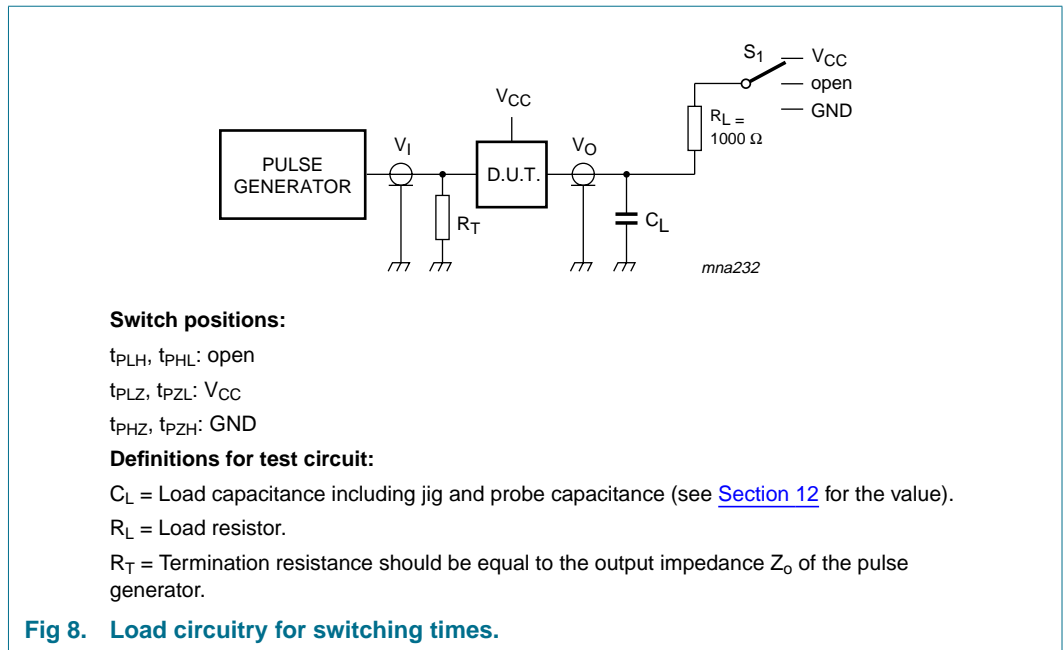 S1
VCC
open
GND
RL =
1000 Ω
VCC
VI
VO
PULSE
GENERATOR
D.U.T.
RT
CL
mna232
Switch positions:
tPLH, tPHL: open
tPLZ, tPZL: VCC
tPHZ, tPZH: GND
Definitions for test circuit:
CL = Load capacitance including jig and probe capacitance (see Section 12 for the value).
RL = Load resistor.
RT = Termination resistance should be equal to the output impedance Zo of the pulse
generator.
Fig 8. Load circuitry for switching times.